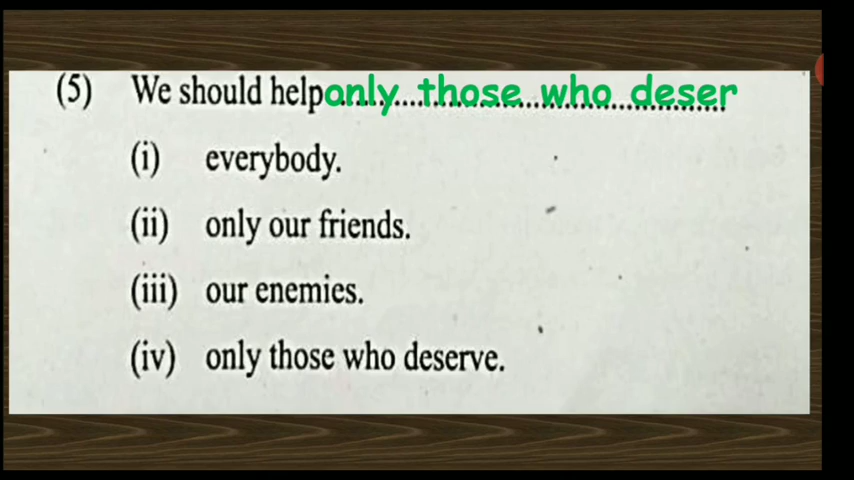 (5) We should help only those who deser
(i) everybody.
(ii) only our friends.
(iii) our enemies.
(iv) only those who deserve.